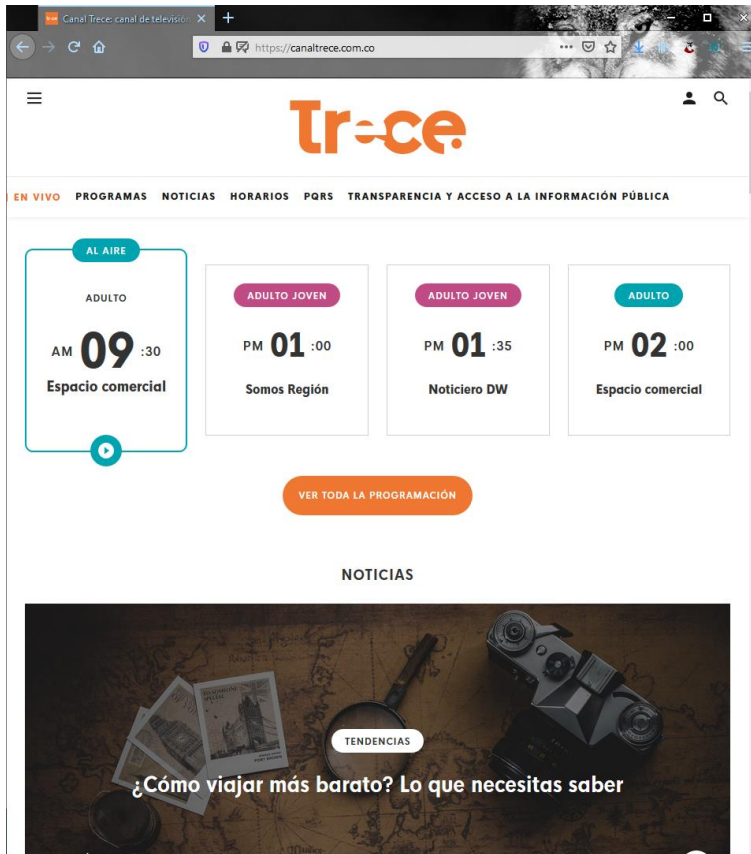 Canal Trece: canal de televisión
https://canaltrece.com.co
Trece
EN VIVO PROGRAMAS NOTICIAS HORARIOS PQRS TRANSPARENCIA Y ACCESO A LA INFORMACIÓN PÚBLICA
AL AIRE
ADULTO
AM 09 :30
Espacio comercial
ADULTO JOVEN
PM 01 :00
Somos Región
ADULTO JOVEN
PM 01 :35
Noticiero DW
ADULTO
PM 02 :00
Espacio comercial
VER TODA LA PROGRAMACIÓN
NOTICIAS
TENDENCIAS
¿Cómo viajar más barato? Lo que necesitas saber